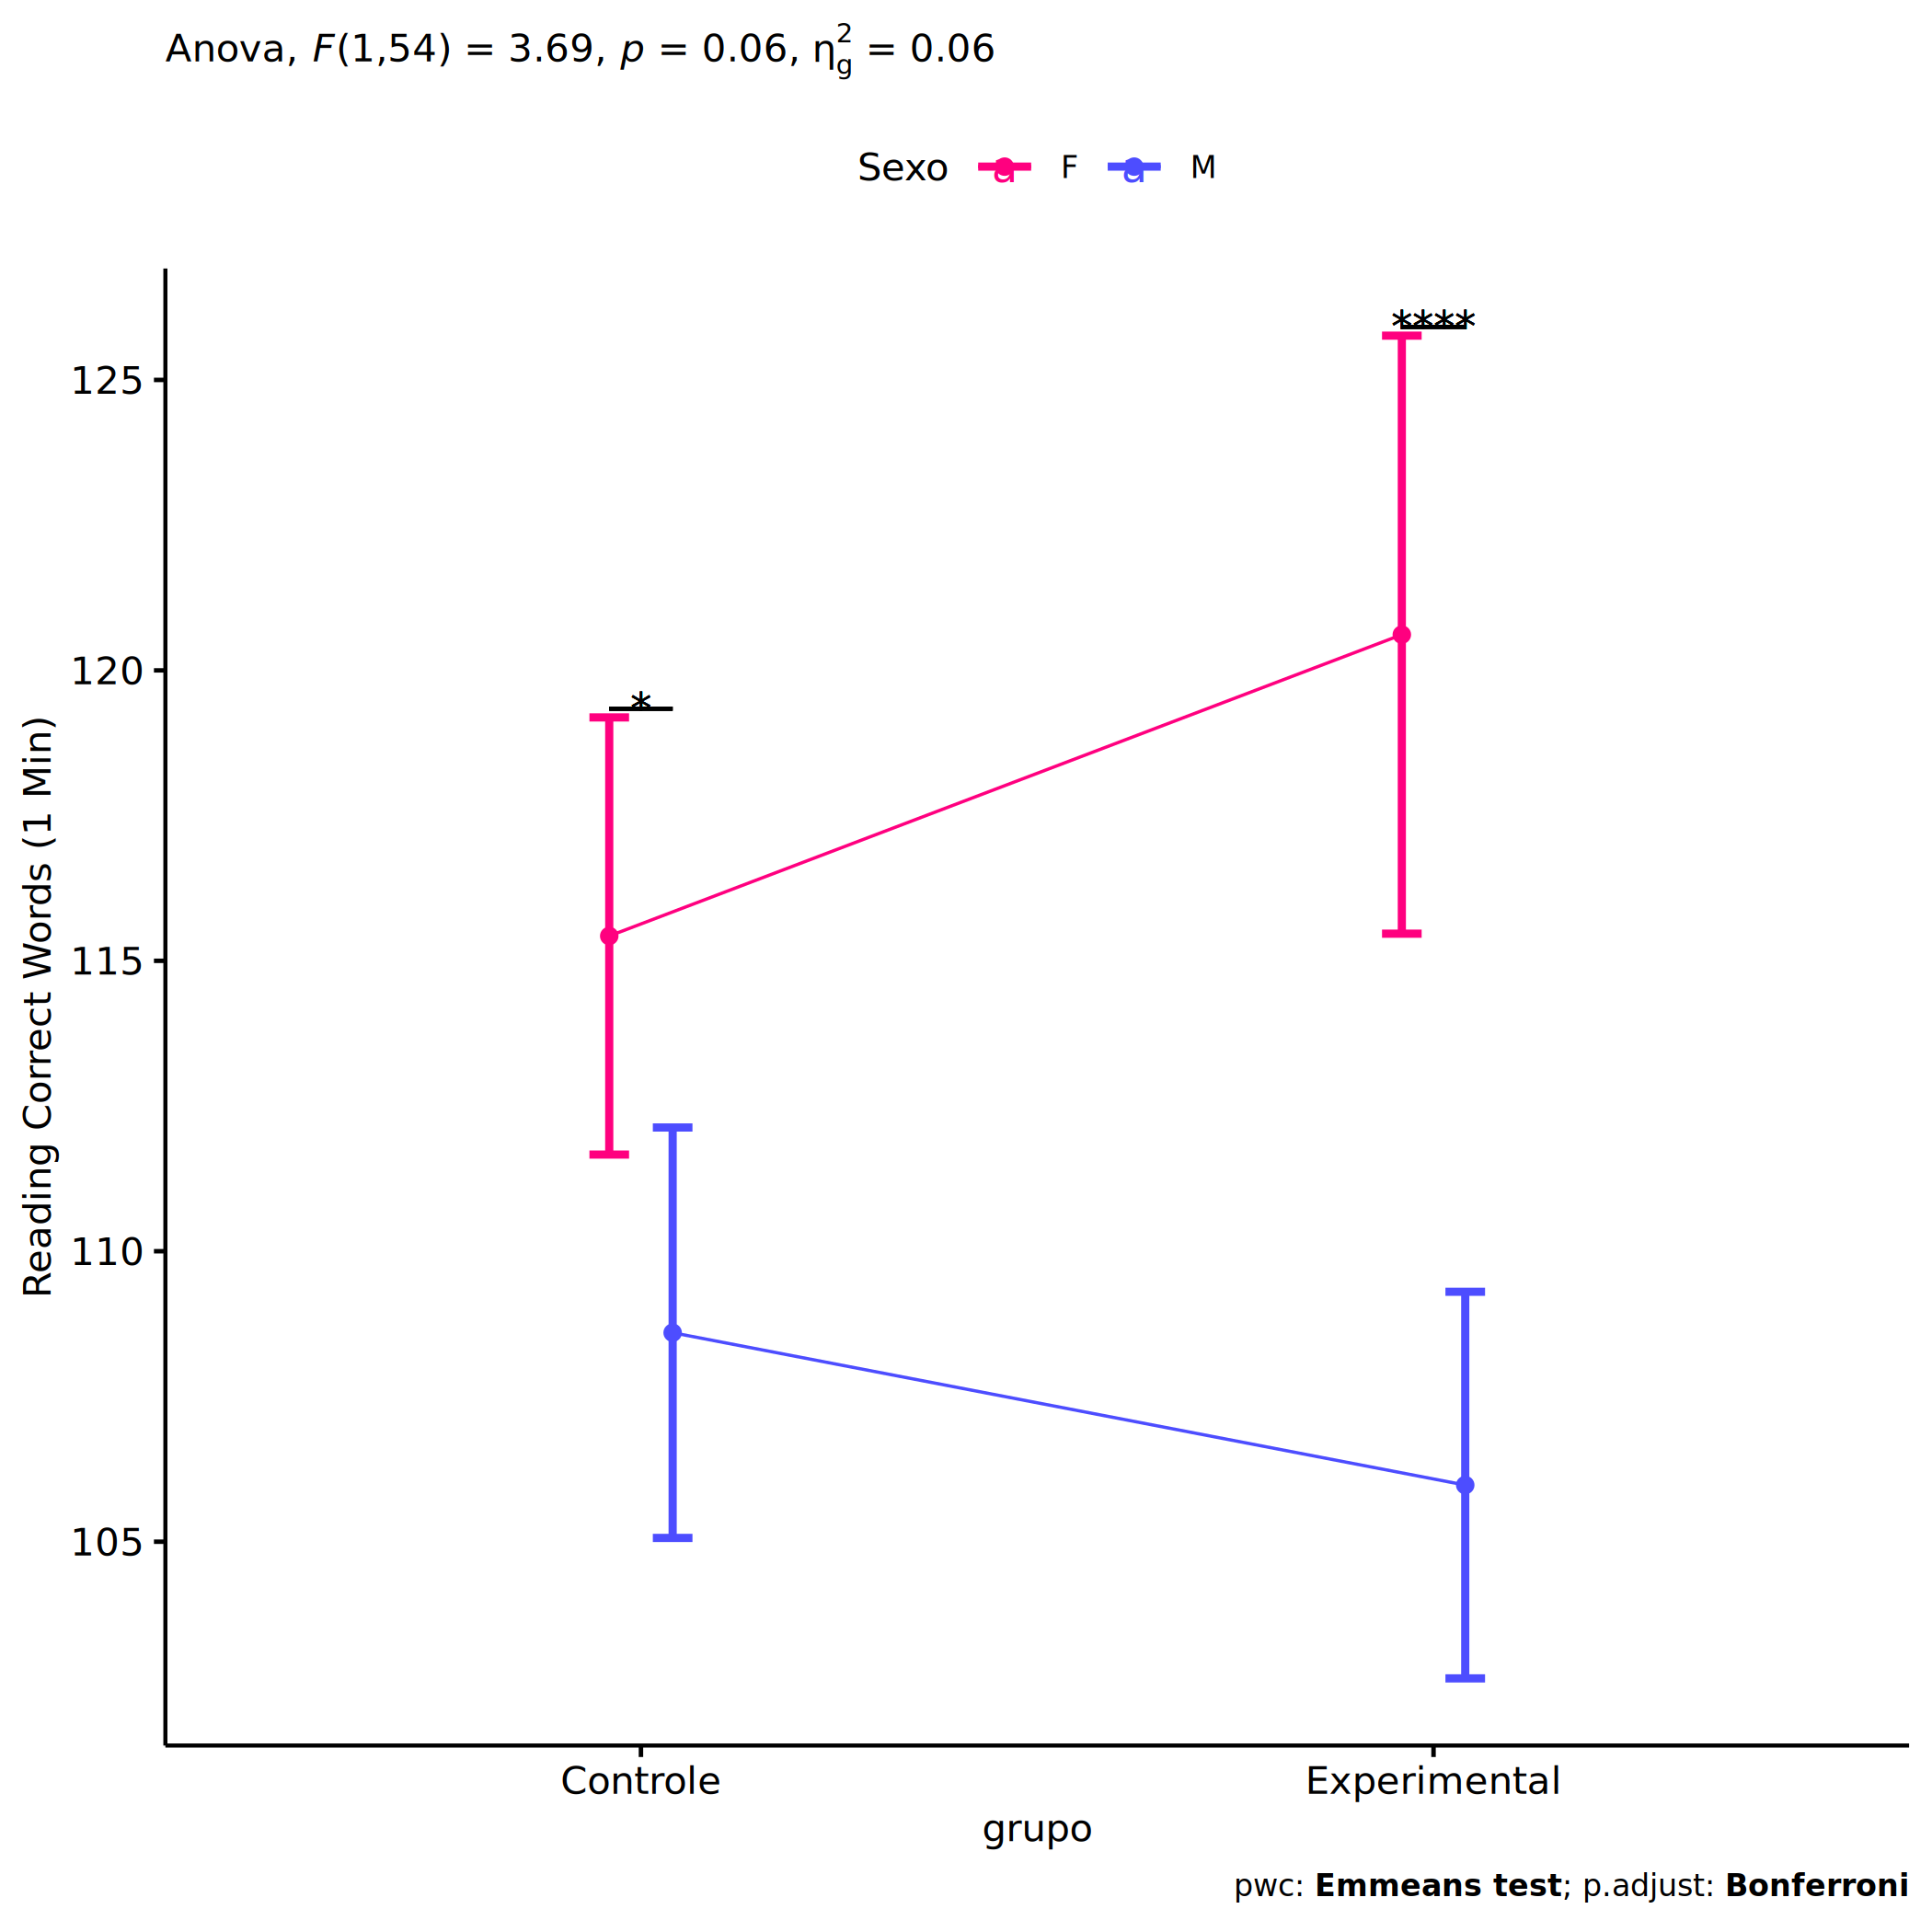 Anova, F(1,54) = 3.69, p = 0.06, η²g = 0.06
Sexo a F a M
****
125
*
120
115
110
105
Reading Correct Words (1 Min)
Controle Experimental
grupo
pwc: Emmeans test; p.adjust: Bonferroni